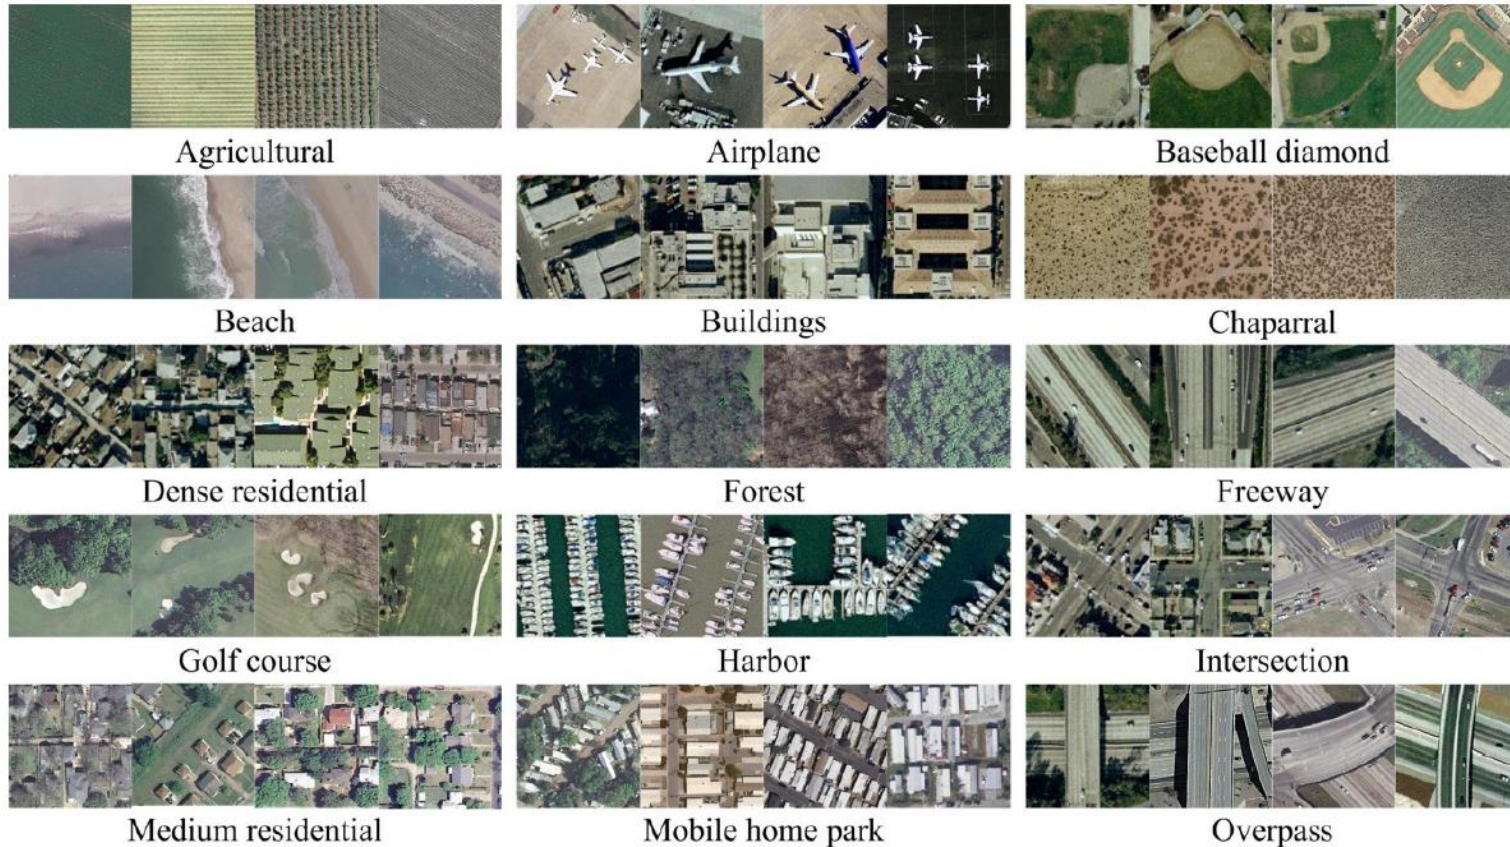 Agricultural
Airplane
Baseball diamond
Beach
Buildings
Chaparral
Dense residential
Forest
Freeway
Golf course
Harbor
Intersection
Medium residential
Mobile home park
Overpass